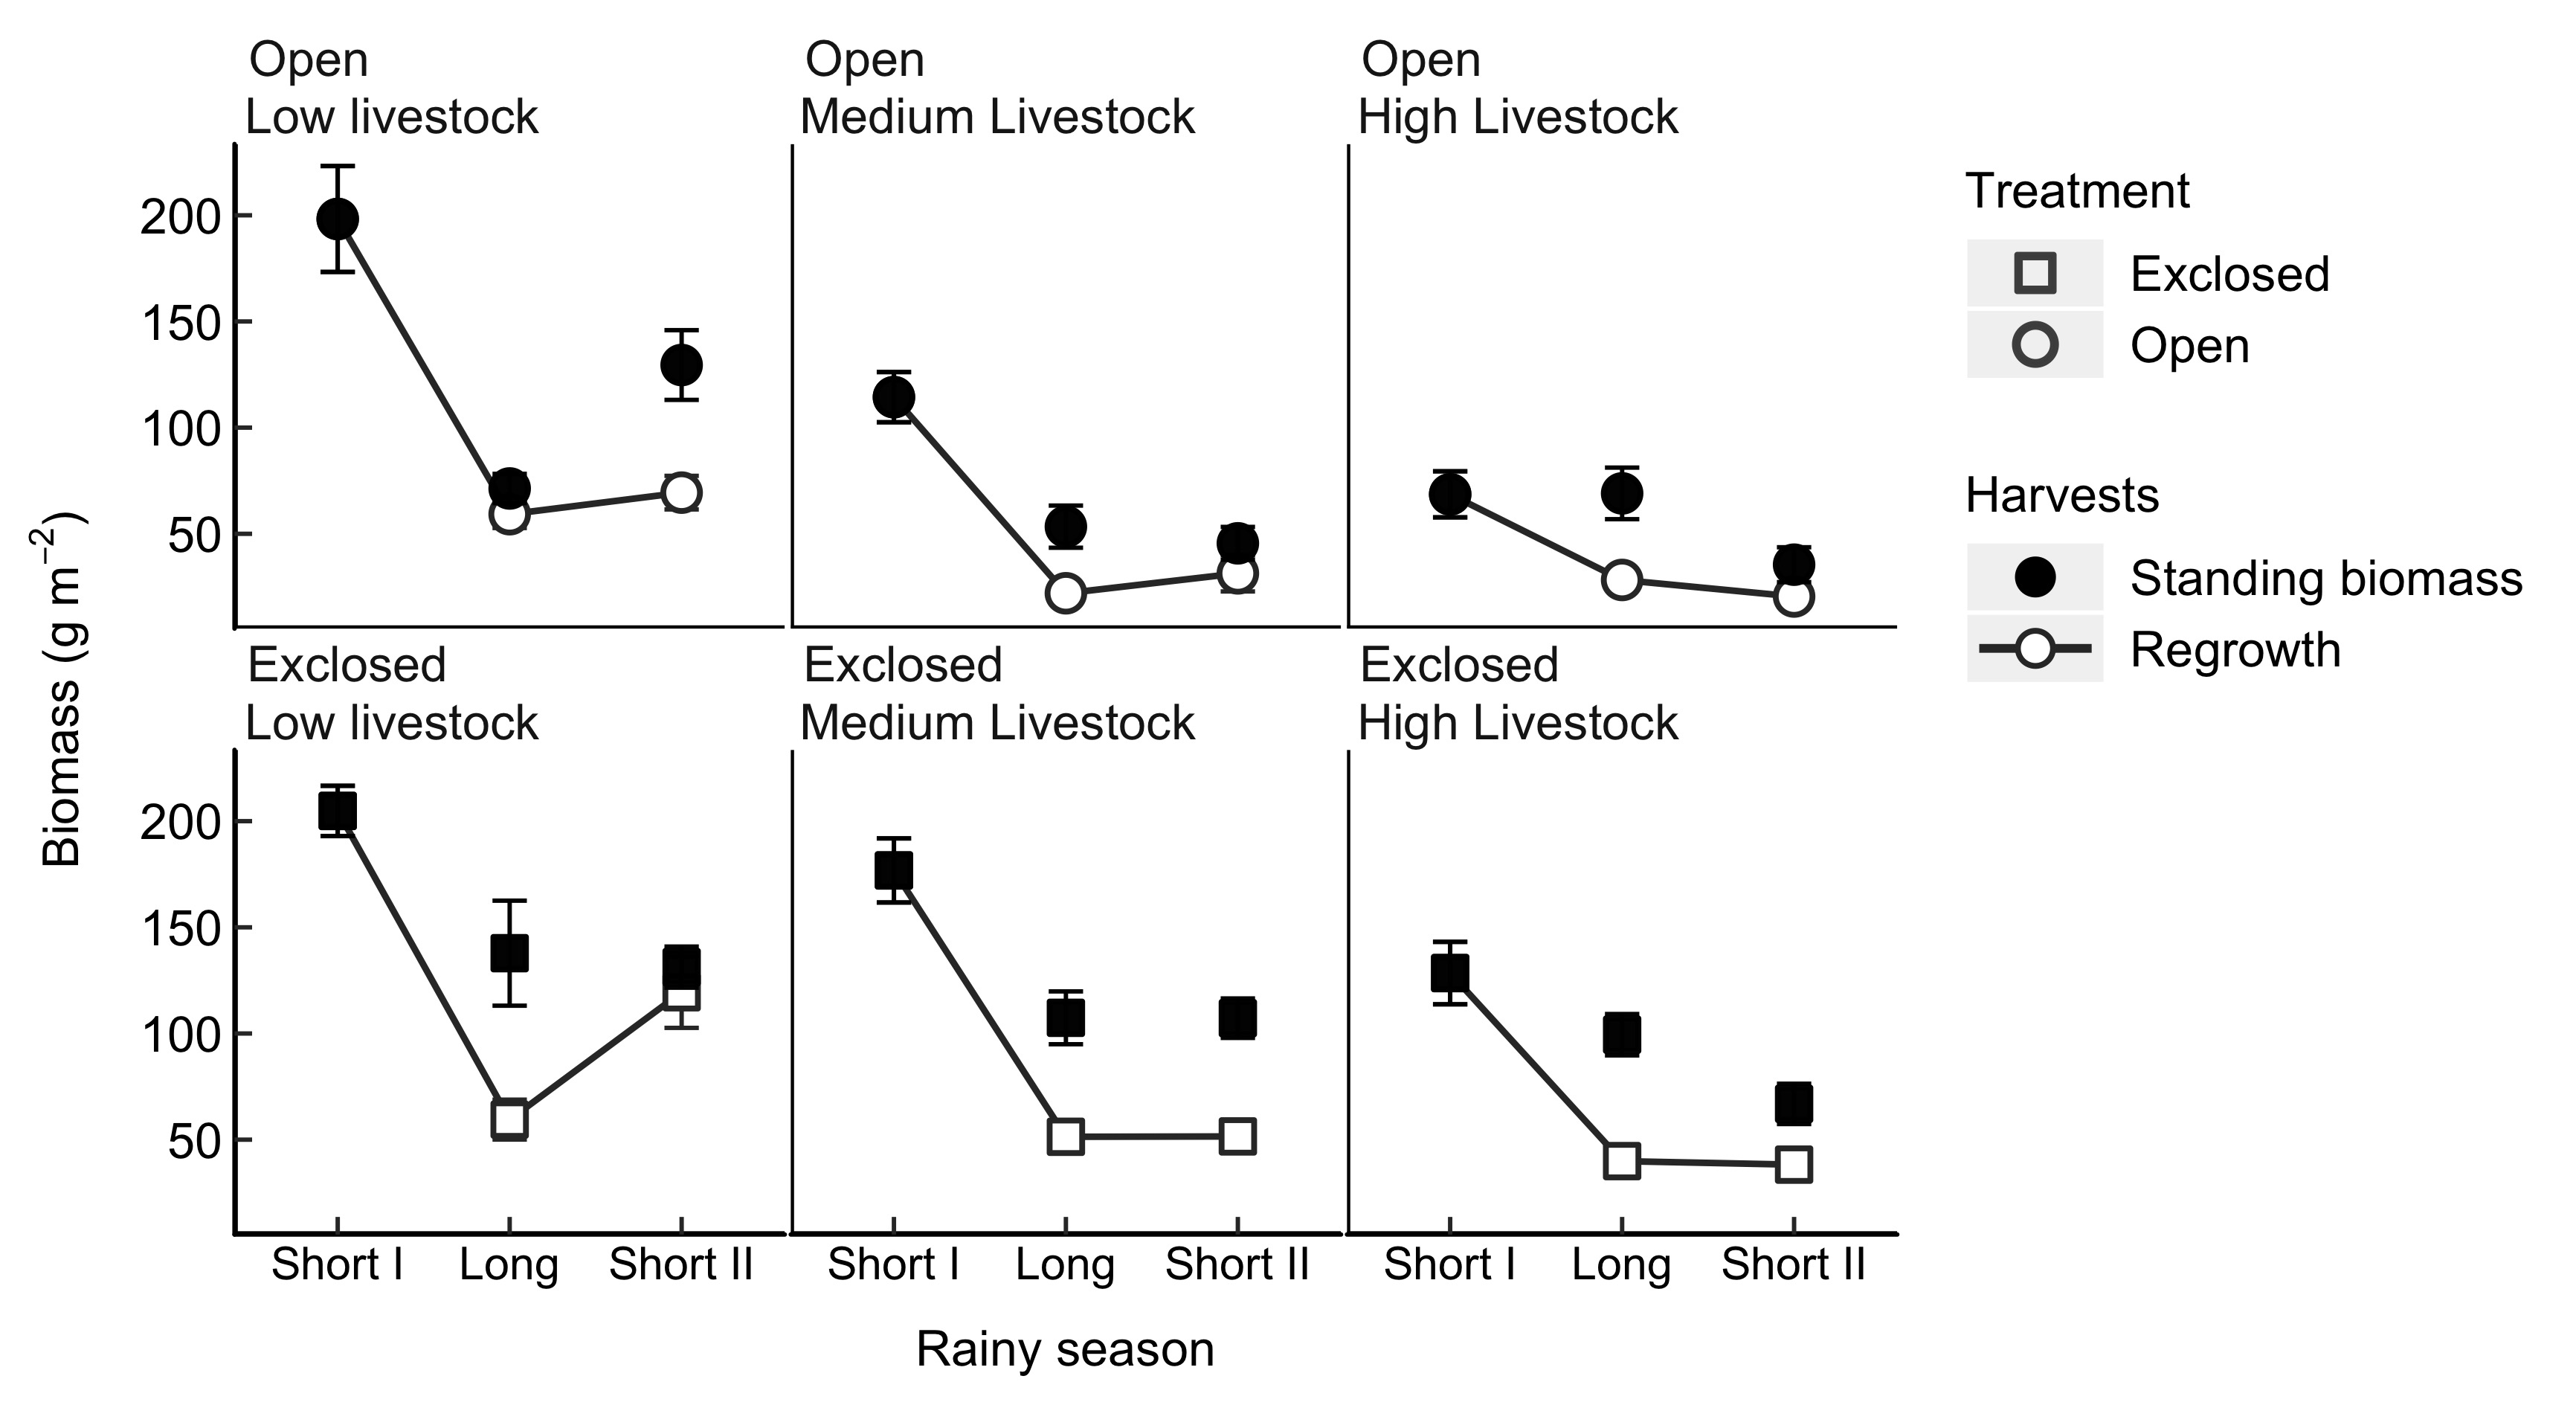 Open
Low livestock
Open
Medium Livestock
Open
High Livestock
200
150
100
50
Exclosed
Low livestock
Exclosed
Medium Livestock
Exclosed
High Livestock
200
150
100
50
Short I
Long
Short II
Short I
Long
Short II
Short I
Long
Short II
Rainy season
Biomass (g m⁻²)
Treatment
Exclosed
Open
Harvests
Standing biomass
Regrowth